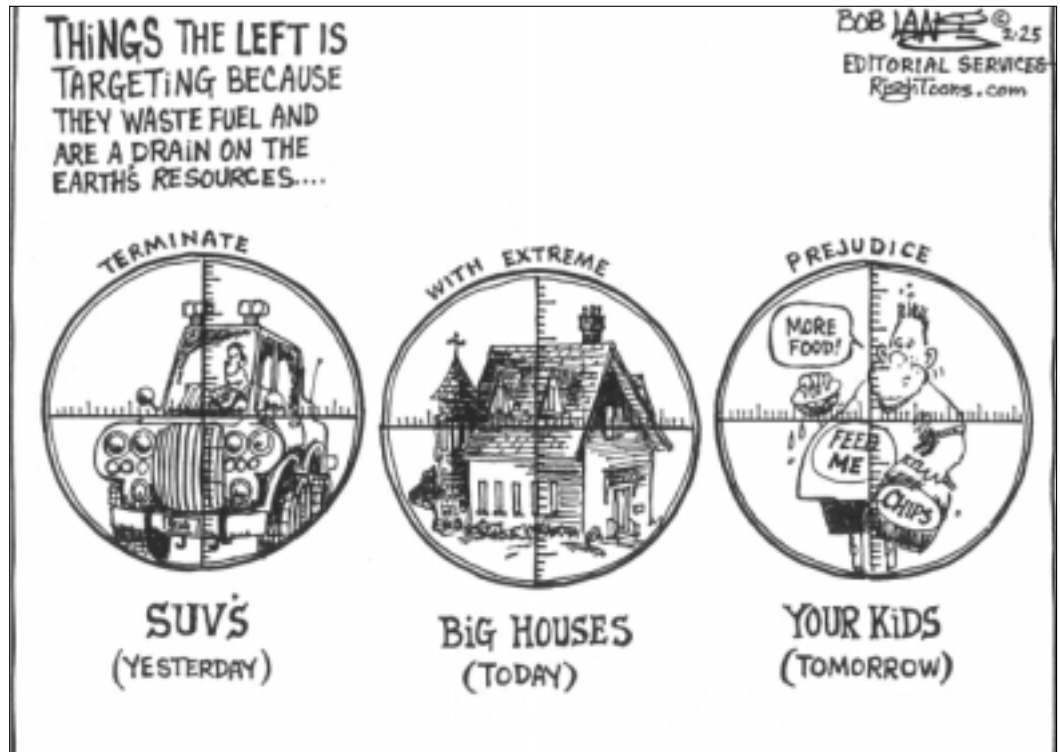 THiNGS THE LEFT IS
TARGETiNG BECAUSE
THEY WASTE FUEL AND
ARE A DRAiN ON THE
EARTH'S RESOURCES....
BOB
© 2·25
EDITORIAL SERVICES
TERMINATE
WITH EXTREME
PREJUDICE
MORE
FOOD!
FEED
ME
CHIPS
SUV'S
(YESTERDAY)
BiG HOUSES
(TODAY)
YOUR KiDS
(TOMORROW)